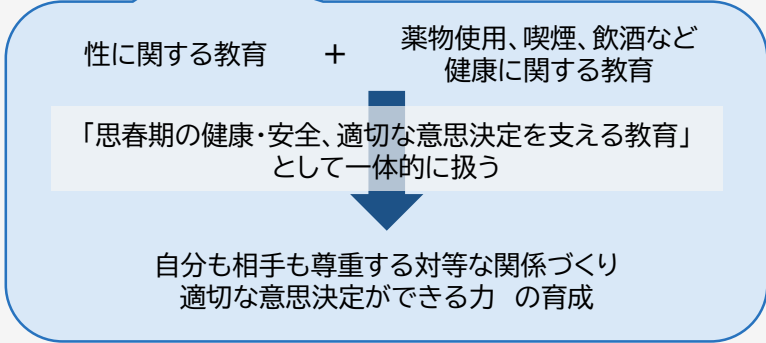 性に関する教育 + 薬物使用、喫煙、飲酒など
健康に関する教育
「思春期の健康・安全、適切な意思決定を支える教育」
として一体的に扱う
自分も相手も尊重する対等な関係づくり
適切な意思決定ができる力 の育成